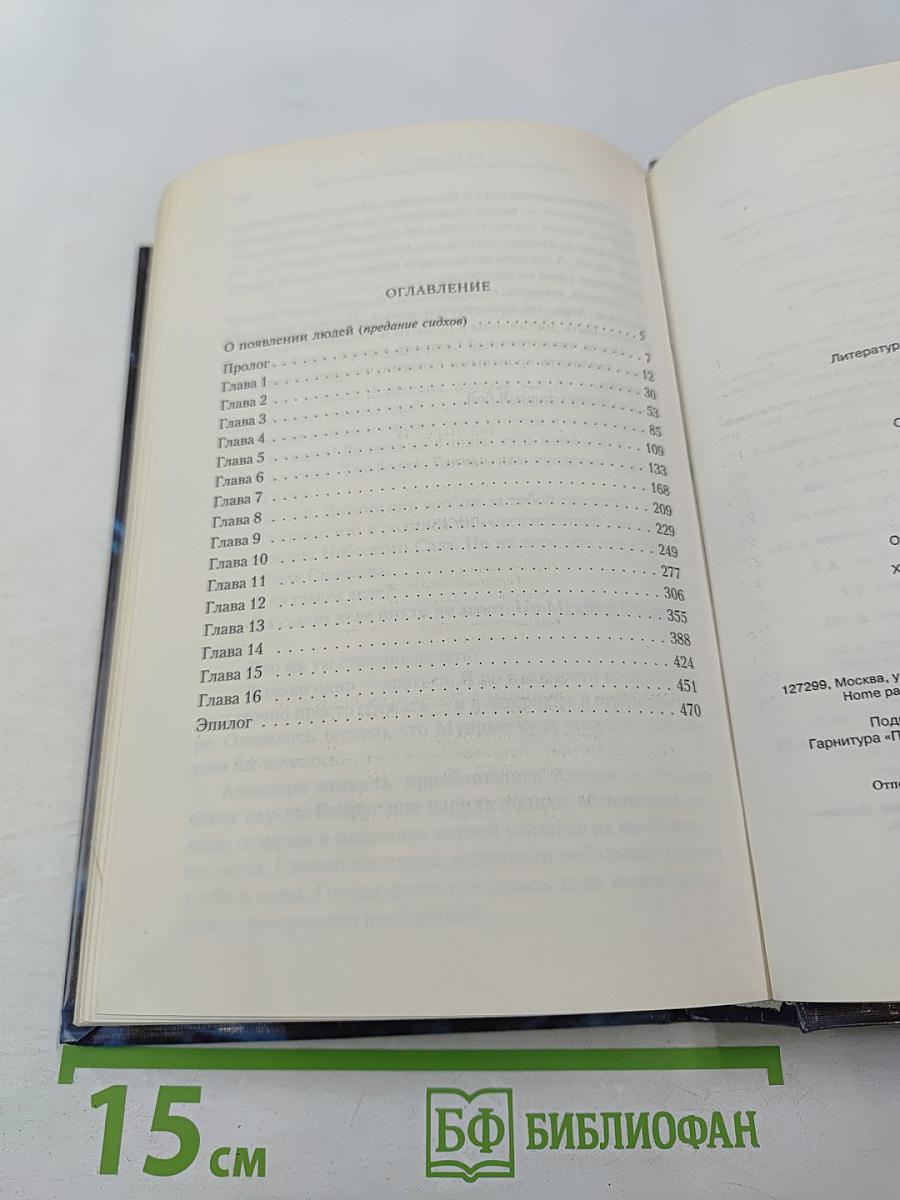 ОГЛАВЛЕНИЕ
О появлении людей (предание сидхов) . . . . . . . . . . . . . . . . . 5
Пролог . . . . . . . . . . . . . . . . . . . . . . . . . . . . . . . . . . . . . . 7
Глава 1 . . . . . . . . . . . . . . . . . . . . . . . . . . . . . . . . . . . . . 12
Глава 2 . . . . . . . . . . . . . . . . . . . . . . . . . . . . . . . . . . . . . 30
Глава 3 . . . . . . . . . . . . . . . . . . . . . . . . . . . . . . . . . . . . . 53
Глава 4 . . . . . . . . . . . . . . . . . . . . . . . . . . . . . . . . . . . . . 85
Глава 5 . . . . . . . . . . . . . . . . . . . . . . . . . . . . . . . . . . . . . 109
Глава 6 . . . . . . . . . . . . . . . . . . . . . . . . . . . . . . . . . . . . . 133
Глава 7 . . . . . . . . . . . . . . . . . . . . . . . . . . . . . . . . . . . . . 168
Глава 8 . . . . . . . . . . . . . . . . . . . . . . . . . . . . . . . . . . . . . 209
Глава 9 . . . . . . . . . . . . . . . . . . . . . . . . . . . . . . . . . . . . . 229
Глава 10 . . . . . . . . . . . . . . . . . . . . . . . . . . . . . . . . . . . . 249
Глава 11 . . . . . . . . . . . . . . . . . . . . . . . . . . . . . . . . . . . . 277
Глава 12 . . . . . . . . . . . . . . . . . . . . . . . . . . . . . . . . . . . . 306
Глава 13 . . . . . . . . . . . . . . . . . . . . . . . . . . . . . . . . . . . . 355
Глава 14 . . . . . . . . . . . . . . . . . . . . . . . . . . . . . . . . . . . . 388
Глава 15 . . . . . . . . . . . . . . . . . . . . . . . . . . . . . . . . . . . . 424
Глава 16 . . . . . . . . . . . . . . . . . . . . . . . . . . . . . . . . . . . . 451
Эпилог . . . . . . . . . . . . . . . . . . . . . . . . . . . . . . . . . . . . . 470
Литератур
127299, Москва, у
Home pa
Подп
Гарнитура «П
Отпе
15 см
БФ БИБЛИОФАН